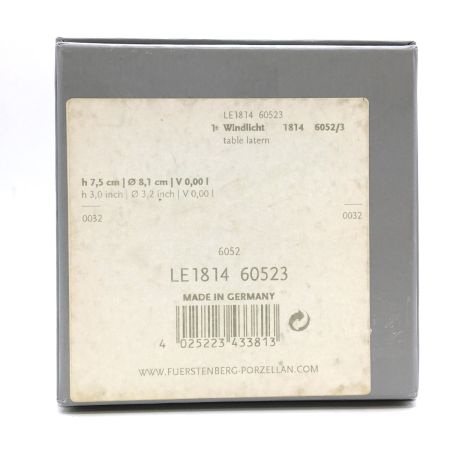 LE1814 60523
1* Windlicht 1814 6052/3
table latern
h 7,5 cm | Ø 8,1 cm | V 0,00 l
h 3,0 inch | Ø 3,2 inch | V 0,00 l
0032 0032
6052
LE1814 60523
MADE IN GERMANY
4 025223 433813
WWW.FUERSTENBERG-PORZELLAN.COM